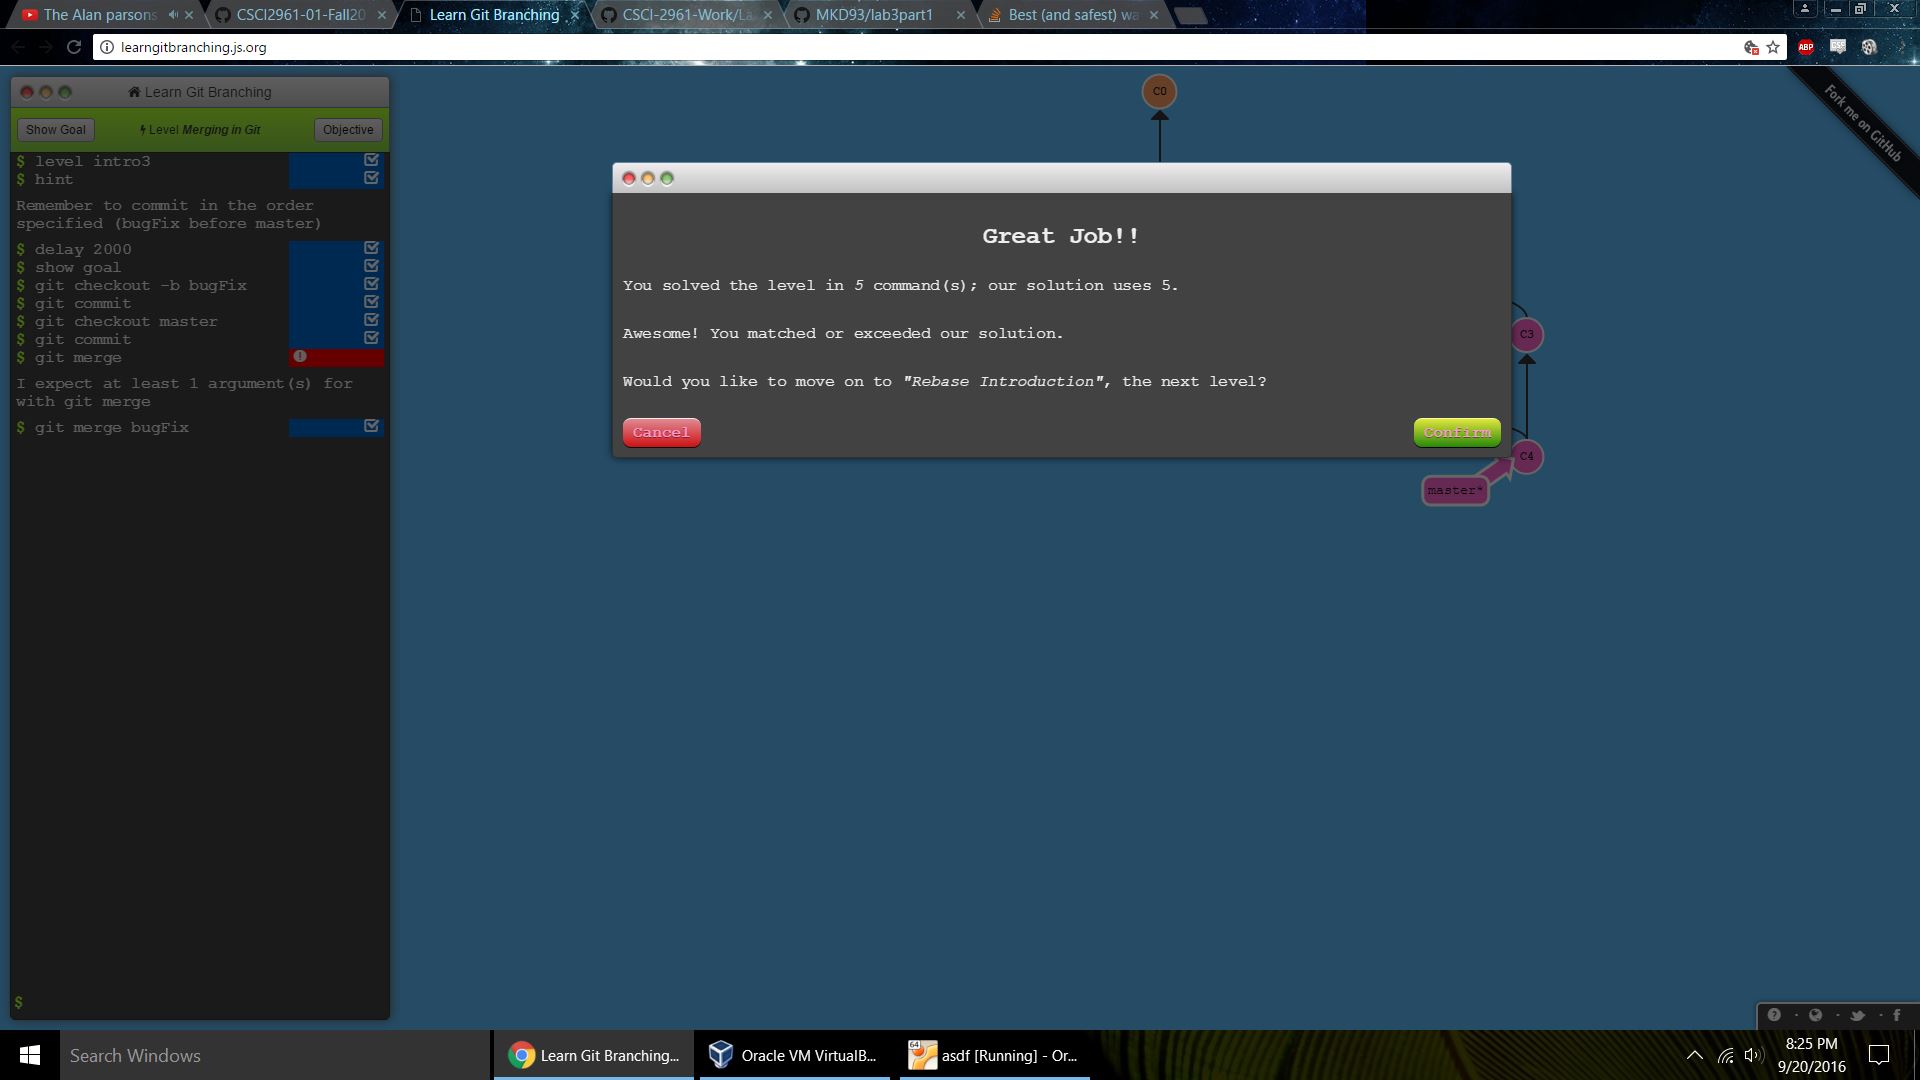 The Alan parsons
CSCI2961-01-Fall20
Learn Git Branching
CSCI-2961-Work/La
MKD93/lab3part1
Best (and safest) wa
learngitbranching.js.org
ABP
Learn Git Branching
Show Goal
Level Merging in Git
Objective
$ level intro3
$ hint
Remember to commit in the order
specified (bugFix before master)
$ delay 2000
$ show goal
$ git checkout -b bugFix
$ git commit
$ git checkout master
$ git commit
$ git merge
I expect at least 1 argument(s) for
with git merge
$ git merge bugFix
$
C0
Fork me on GitHub
Great Job!!
You solved the level in 5 command(s); our solution uses 5.
Awesome! You matched or exceeded our solution.
Would you like to move on to "Rebase Introduction", the next level?
Cancel
Confirm
C3
C4
master*
Search Windows
Learn Git Branching...
Oracle VM VirtualB...
64
asdf [Running] - Or...
8:25 PM
9/20/2016